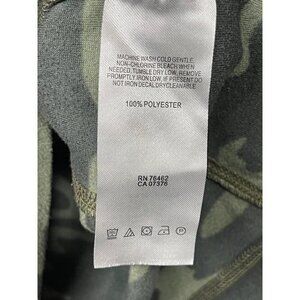 MACHINE WASH COLD GENTLE.
NON-CHLORINE BLEACH WHEN
NEEDED. TUMBLE DRY LOW, REMOVE
PROMPTLY. IRON LOW, IF DESIRED DO
NOT IRON DECAL. DRYCLEANABLE
100% POLYESTER
RN 76462
CA 07376